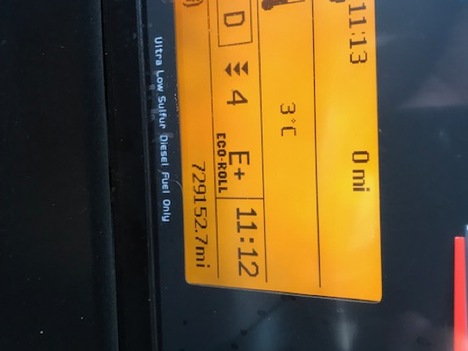 11:13
0 mi
3°C
D 4 E+ 11:12
ECO-ROLL
729152.7mi
Ultra Low Sulfur Diesel Fuel Only